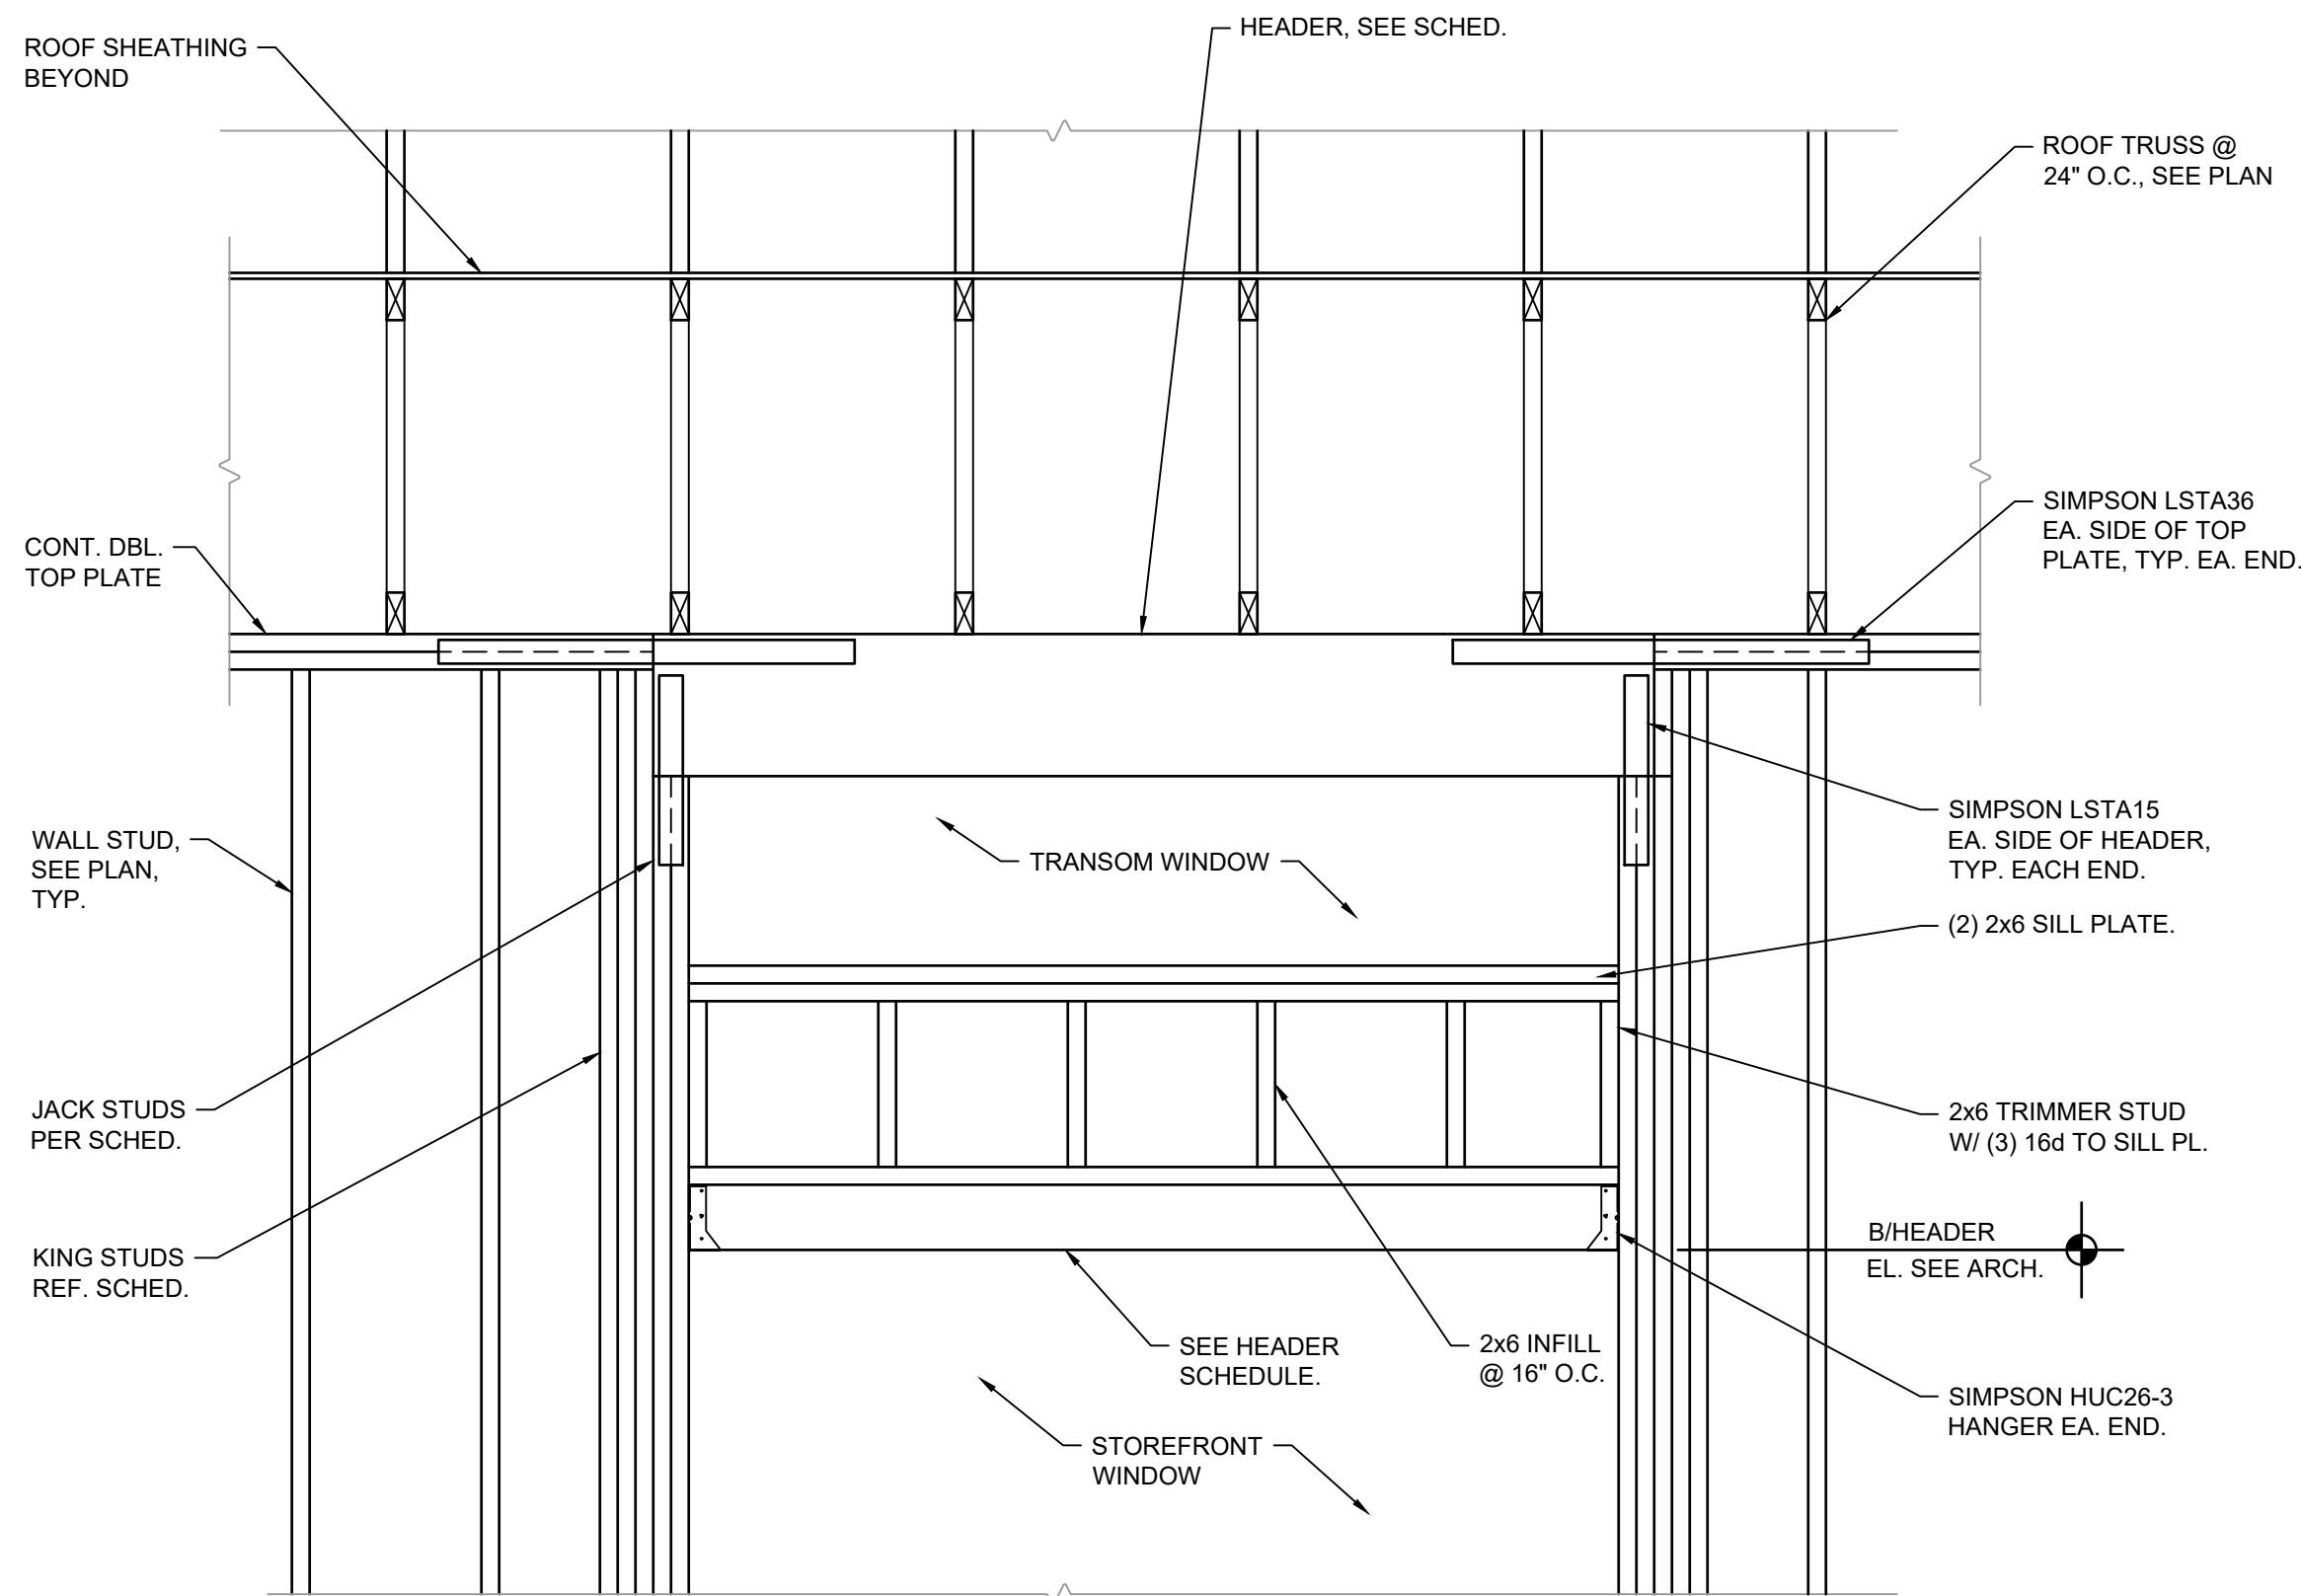 HEADER, SEE SCHED.
ROOF SHEATHING
BEYOND
ROOF TRUSS @
24" O.C., SEE PLAN
SIMPSON LSTA36
EA. SIDE OF TOP
PLATE, TYP. EA. END.
CONT. DBL.
TOP PLATE
WALL STUD,
SEE PLAN,
TYP.
TRANSOM WINDOW
SIMPSON LSTA15
EA. SIDE OF HEADER,
TYP. EACH END.
(2) 2x6 SILL PLATE.
JACK STUDS
PER SCHED.
2x6 TRIMMER STUD
W/ (3) 16d TO SILL PL.
KING STUDS
REF. SCHED.
B/HEADER
EL. SEE ARCH.
SEE HEADER
SCHEDULE.
2x6 INFILL
@ 16" O.C.
SIMPSON HUC26-3
HANGER EA. END.
STOREFRONT
WINDOW